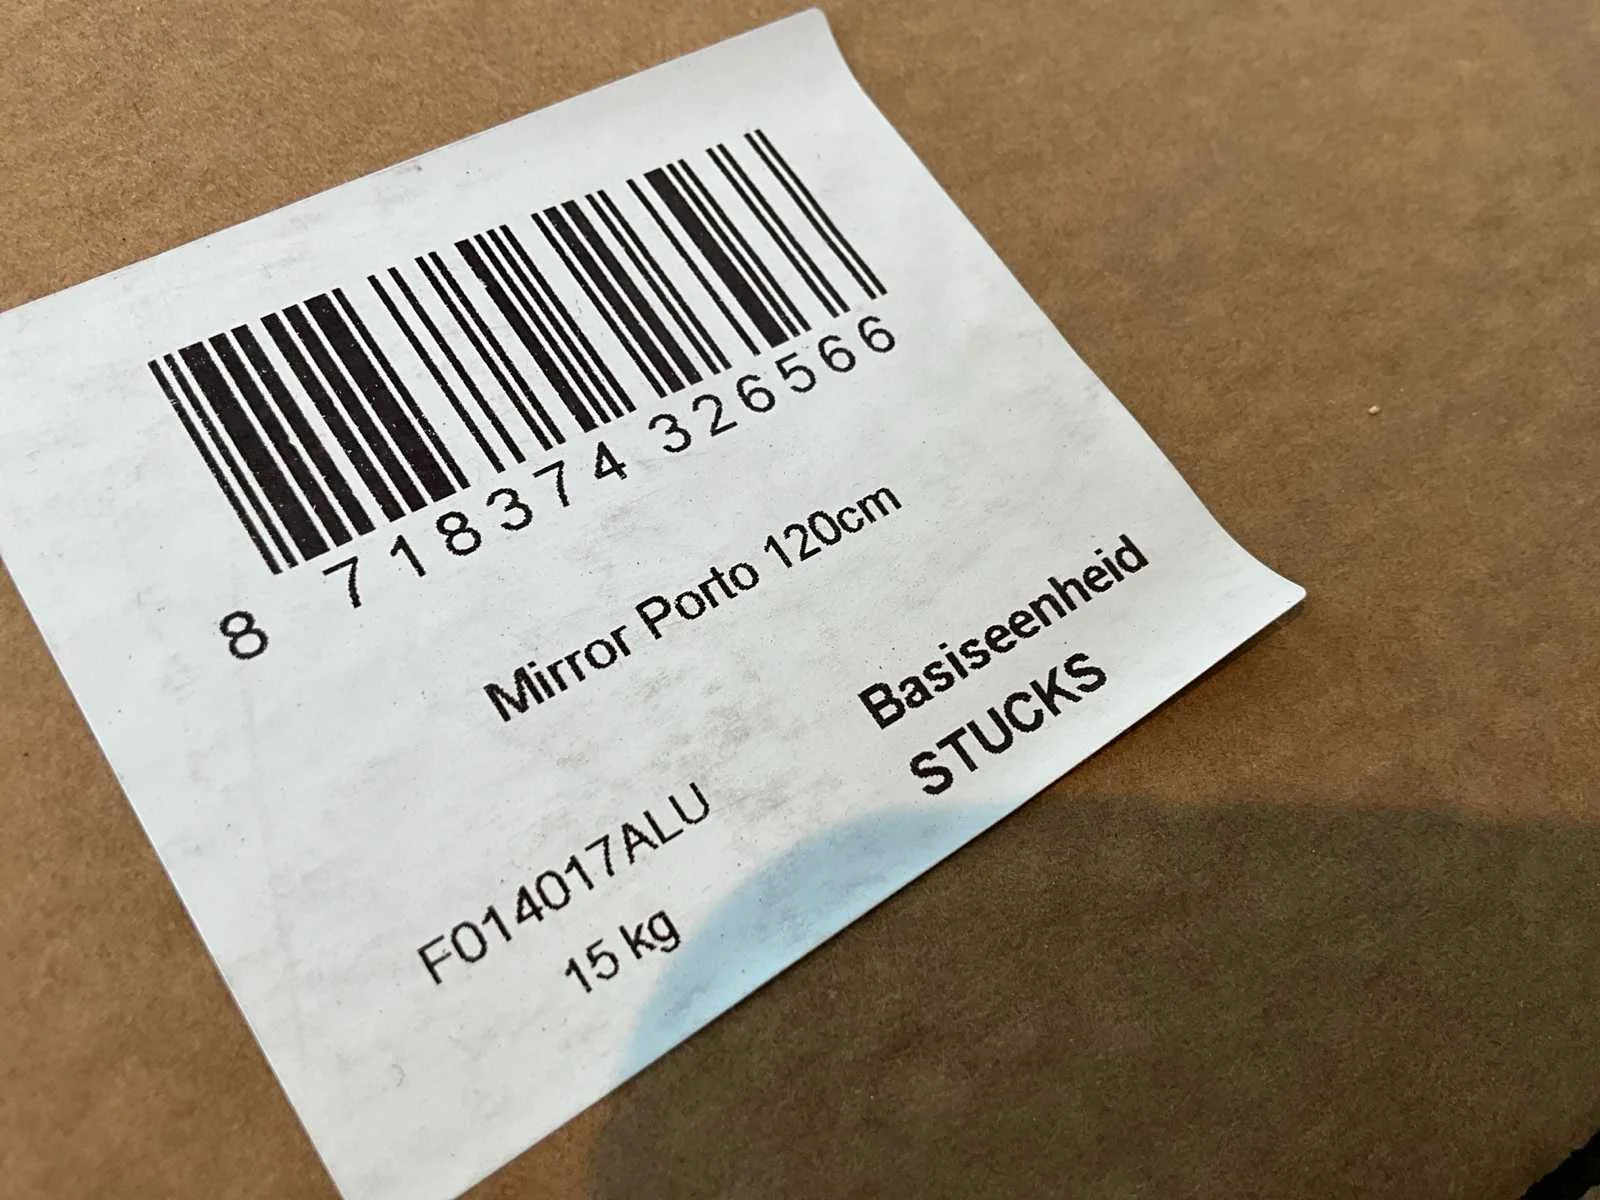 8 718374 326566
Mirror Porto 120cm
Basiseenheid
STUCKS
F014017ALU
15 kg